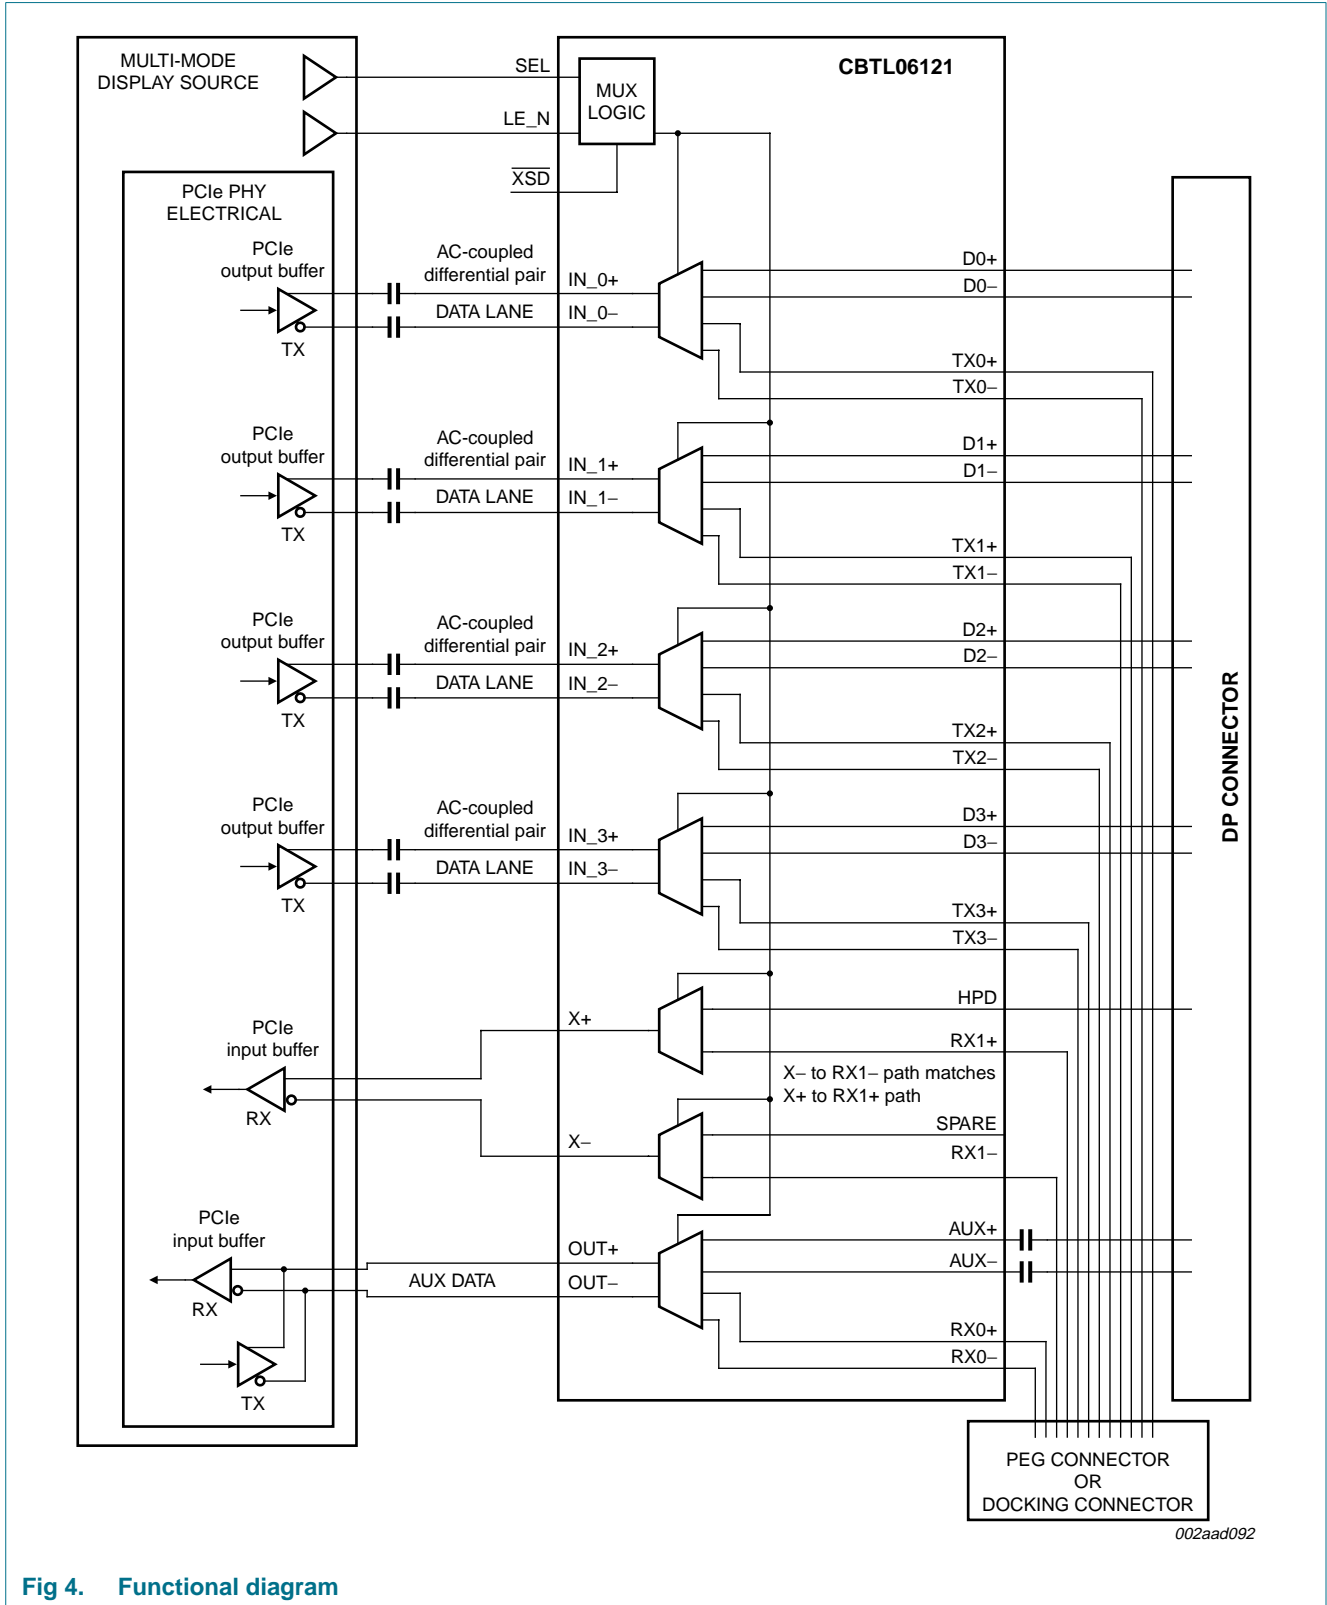 MULTI-MODE
DISPLAY SOURCE
SEL
LE_N
XSD
MUX
LOGIC
CBTL06121
PCIe PHY
ELECTRICAL
PCIe
output buffer
TX
AC-coupled
differential pair
DATA LANE
IN_0+
IN_0−
D0+
D0−
TX0+
TX0−
PCIe
output buffer
TX
AC-coupled
differential pair
DATA LANE
IN_1+
IN_1−
D1+
D1−
TX1+
TX1−
PCIe
output buffer
TX
AC-coupled
differential pair
DATA LANE
IN_2+
IN_2−
D2+
D2−
TX2+
TX2−
PCIe
output buffer
TX
AC-coupled
differential pair
DATA LANE
IN_3+
IN_3−
D3+
D3−
TX3+
TX3−
DP CONNECTOR
PCIe
input buffer
RX
X+
HPD
RX1+
X− to RX1− path matches
X+ to RX1+ path
X−
SPARE
RX1−
PCIe
input buffer
RX
TX
AUX DATA
OUT+
OUT−
AUX+
AUX−
RX0+
RX0−
PEG CONNECTOR
OR
DOCKING CONNECTOR
002aad092
Fig 4. Functional diagram